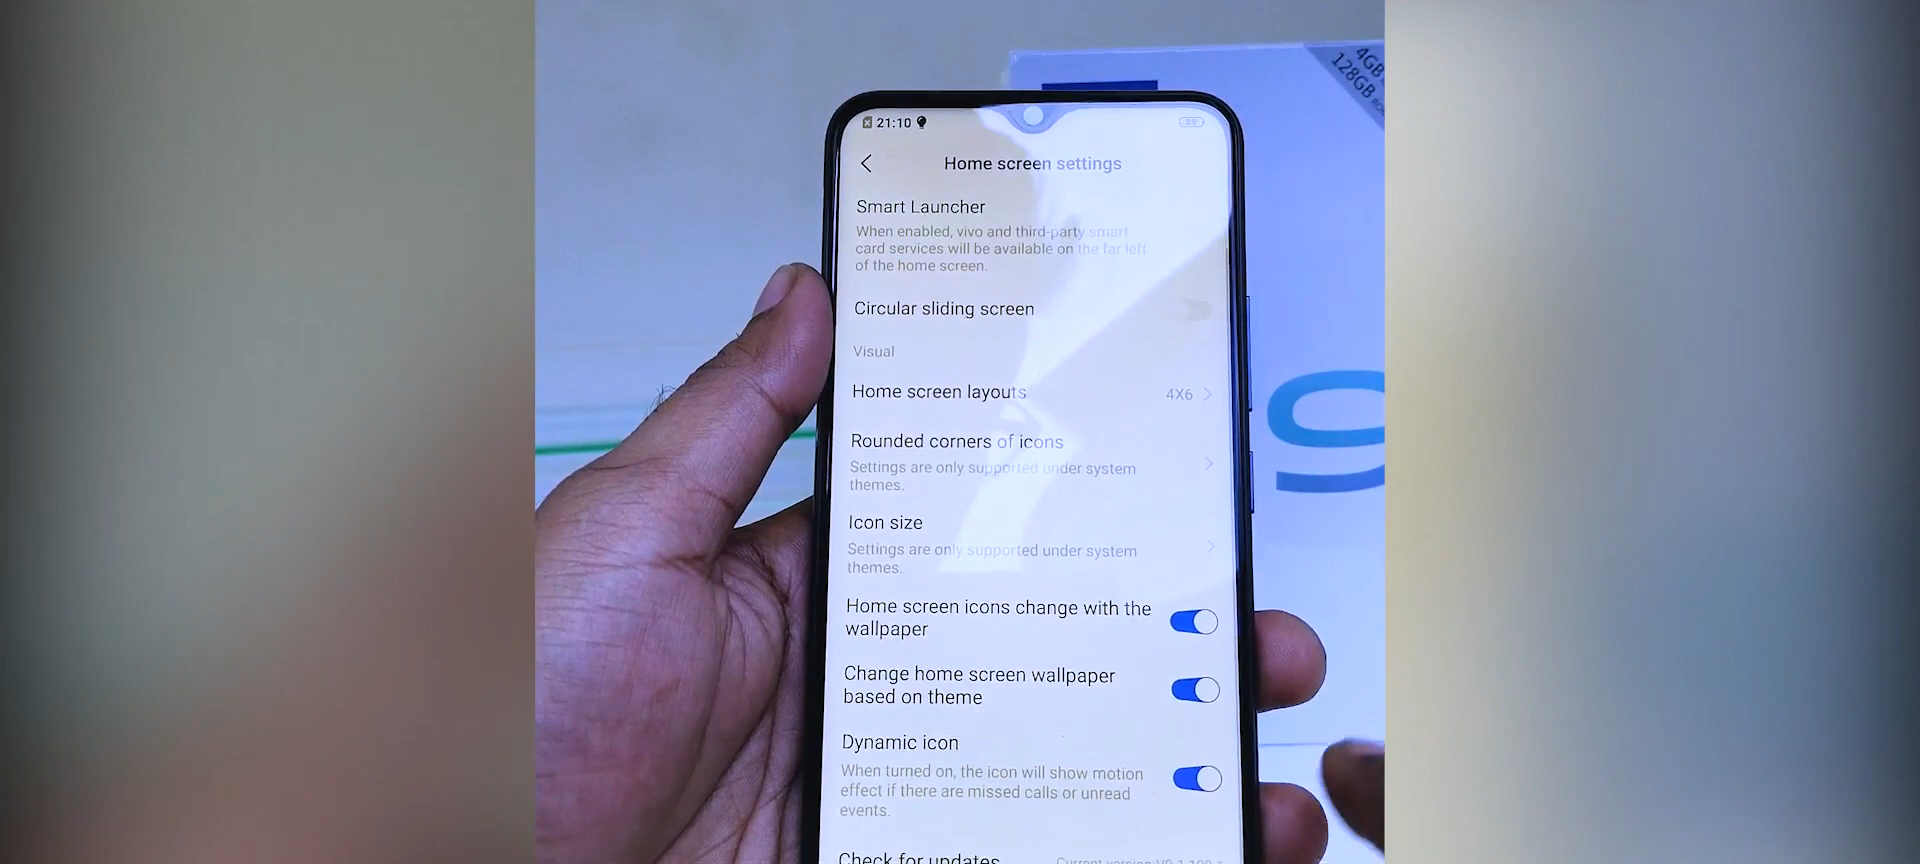 4GB
128GB
21:10
Home screen settings
Smart Launcher
When enabled, vivo and third-party smart
card services will be available on the far left
of the home screen.
Circular sliding screen
Visual
Home screen layouts 4X6
Rounded corners of icons
Settings are only supported under system
themes.
Icon size
Settings are only supported under system
themes.
Home screen icons change with the
wallpaper
Change home screen wallpaper
based on theme
Dynamic icon
When turned on, the icon will show motion
effect if there are missed calls or unread
events.
Check for updates
9